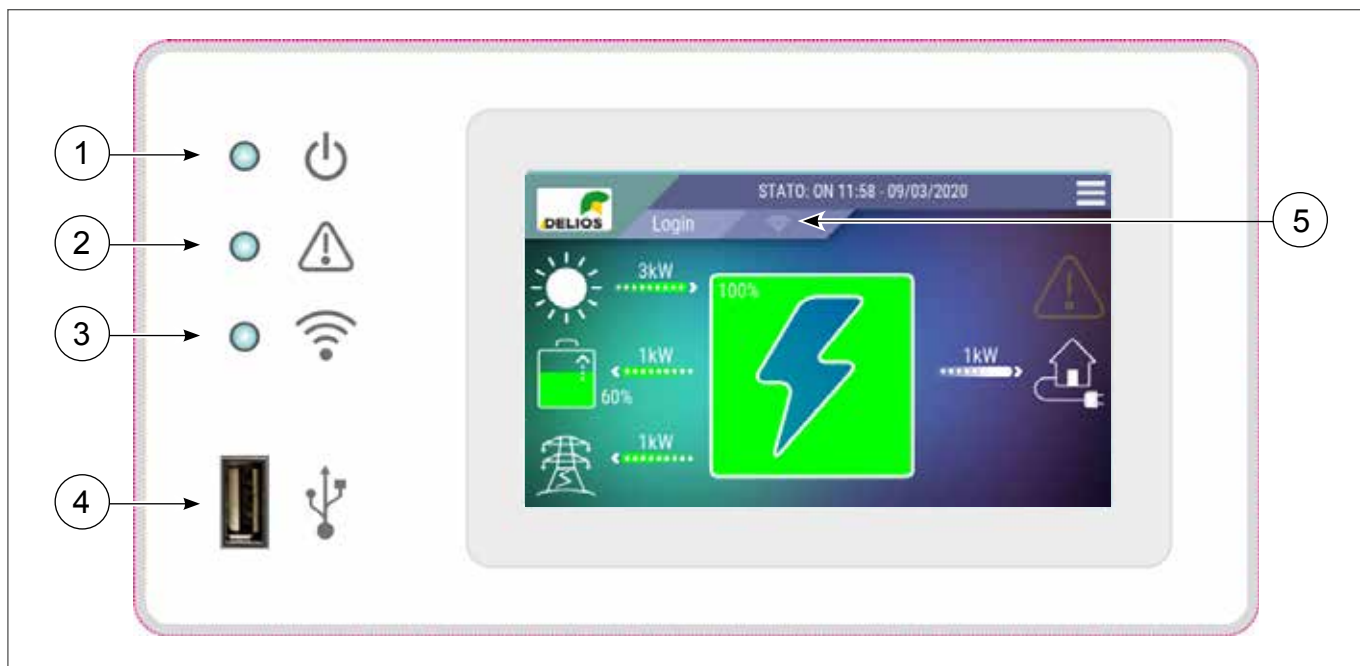 1
2
3
4
5
STATO: ON 11:58 - 09/03/2020
DELIOS
Login
3kW
100%
1kW
60%
1kW
1kW